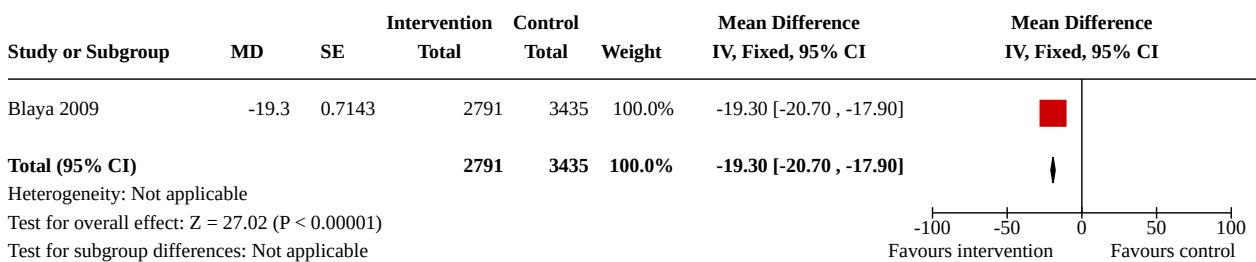 Intervention Control Mean Difference Mean Difference
Study or Subgroup MD SE Total Total Weight IV, Fixed, 95% CI IV, Fixed, 95% CI
Blaya 2009 -19.3 0.7143 2791 3435 100.0% -19.30 [-20.70 , -17.90]
Total (95% CI) 2791 3435 100.0% -19.30 [-20.70 , -17.90]
Heterogeneity: Not applicable
Test for overall effect: Z = 27.02 (P < 0.00001)
Test for subgroup differences: Not applicable
-100 -50 0 50 100
Favours intervention Favours control